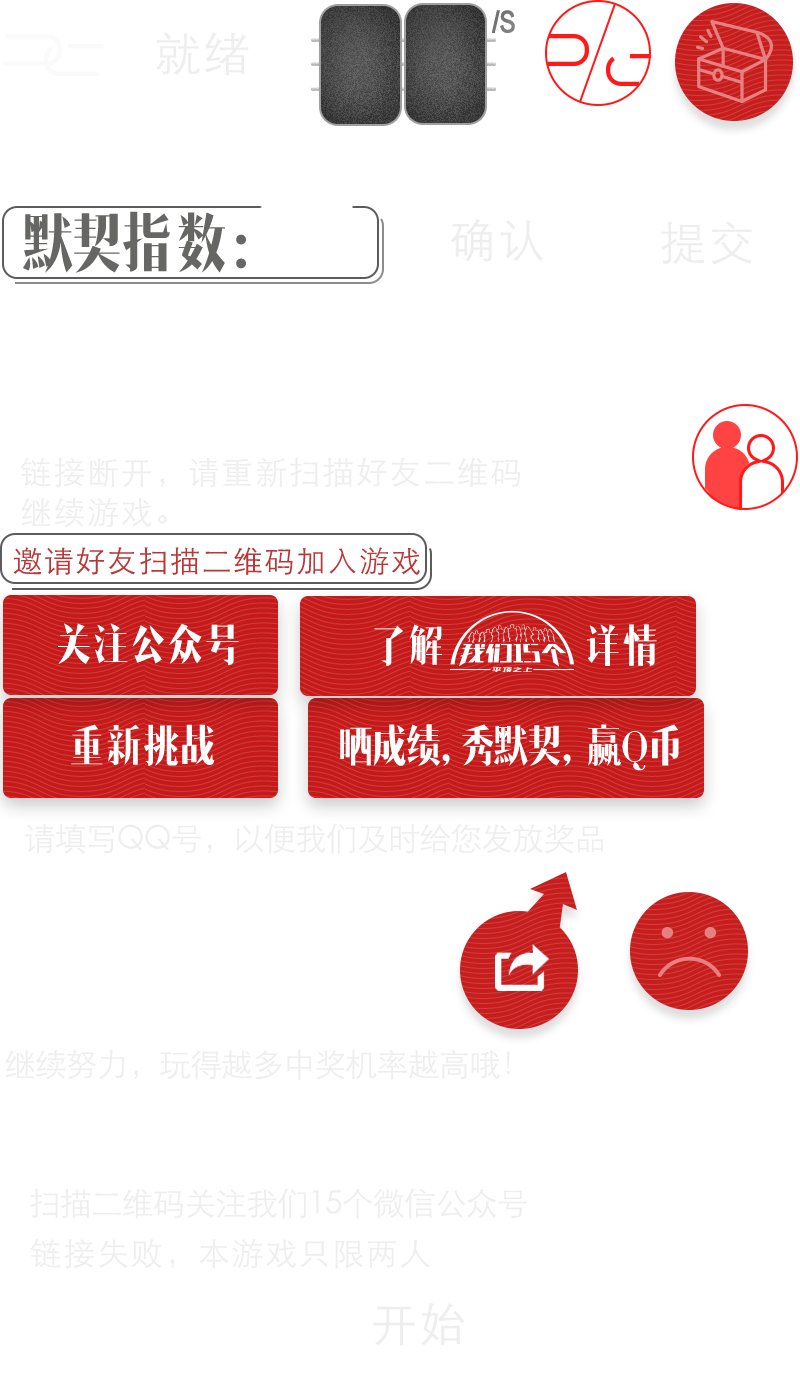 就绪
/S
默契指数：
确认
提交
链接断开，请重新扫描好友二维码
继续游戏。
邀请好友扫描二维码加入游戏
关注公众号
了解我们15个平顶之上详情
重新挑战
晒成绩，秀默契，赢Q币
请填写QQ号，以便我们及时给您发放奖品
继续努力，玩得越多中奖机率越高哦！
扫描二维码关注我们15个微信公众号
链接失败，本游戏只限两人
开始